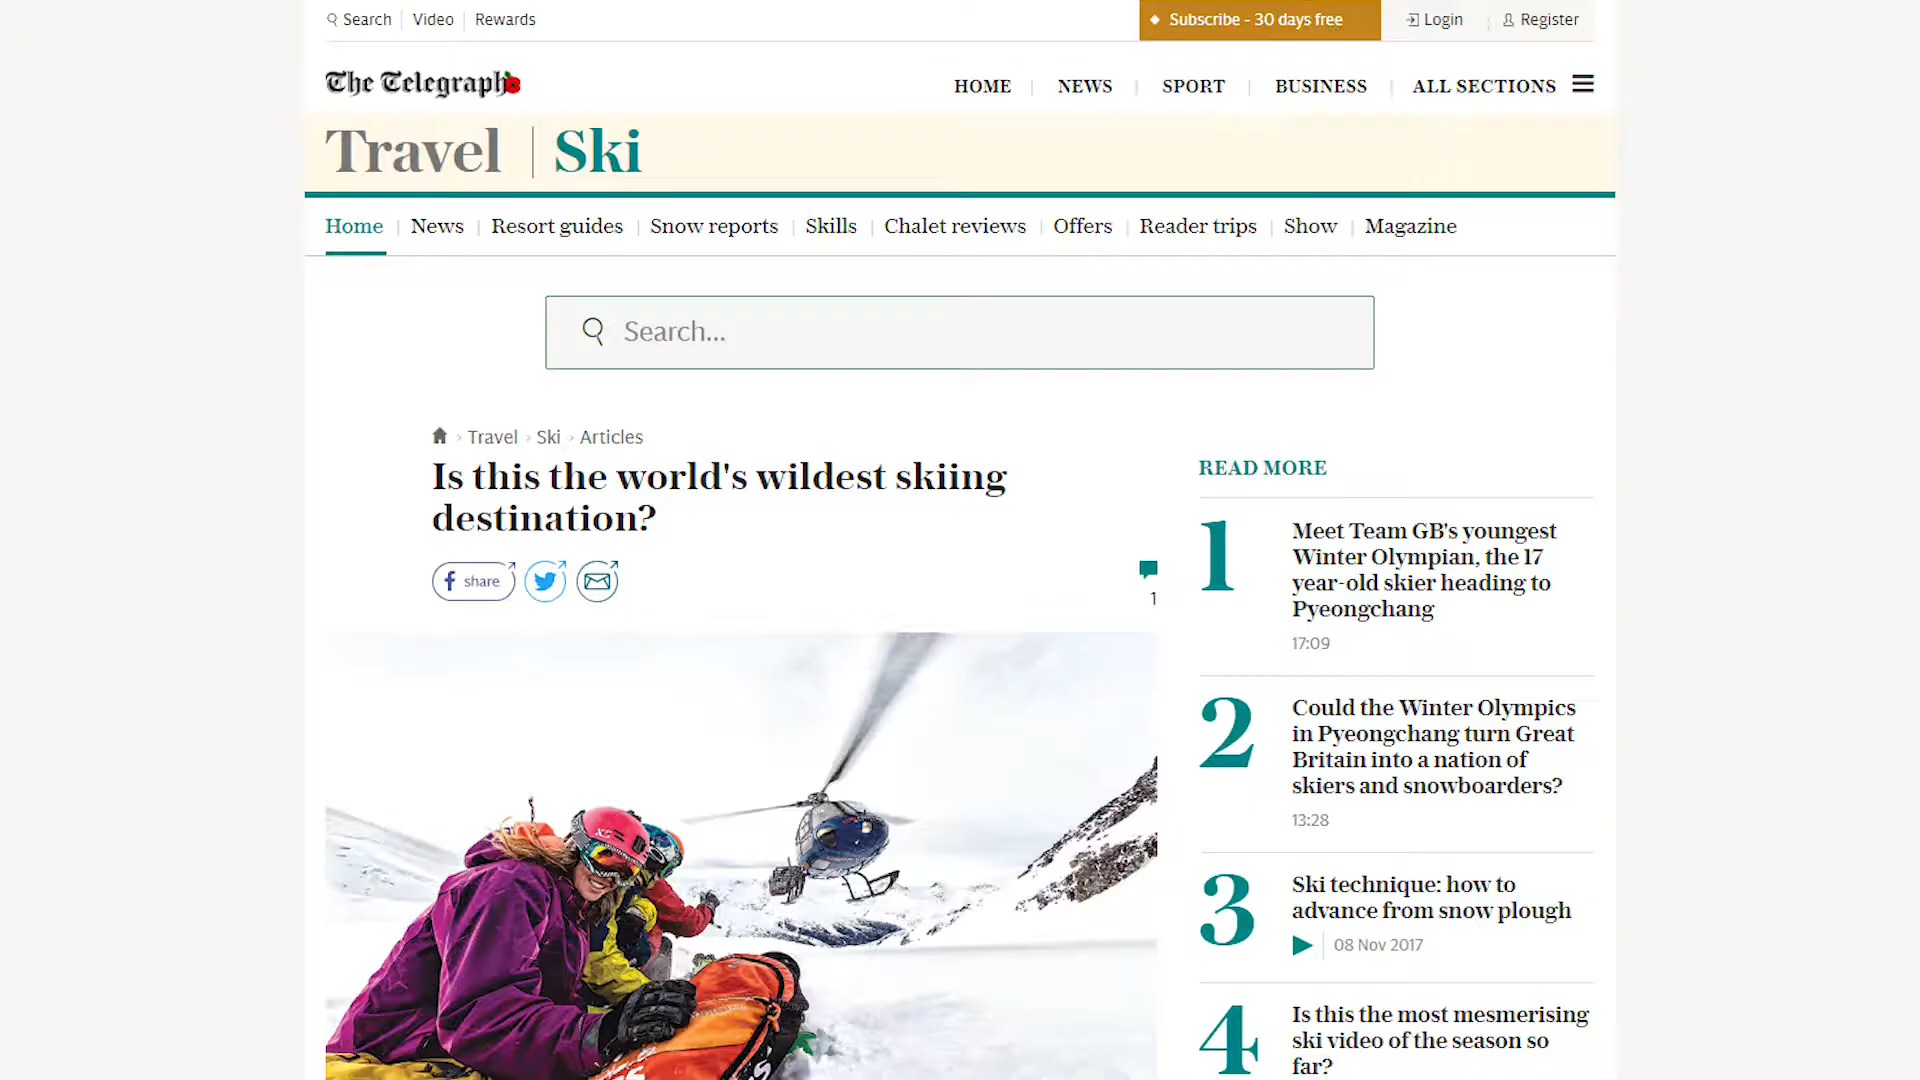 Search Video Rewards
Subscribe - 30 days free Login Register
The Telegraph
HOME NEWS SPORT BUSINESS ALL SECTIONS
Travel Ski
Home News Resort guides Snow reports Skills Chalet reviews Offers Reader trips Show Magazine
Search...
Travel › Ski › Articles
Is this the world's wildest skiing
destination?
share
1
READ MORE
1
Meet Team GB's youngest
Winter Olympian, the 17
year-old skier heading to
Pyeongchang
17:09
2
Could the Winter Olympics
in Pyeongchang turn Great
Britain into a nation of
skiers and snowboarders?
13:28
3
Ski technique: how to
advance from snow plough
08 Nov 2017
4
Is this the most mesmerising
ski video of the season so
far?